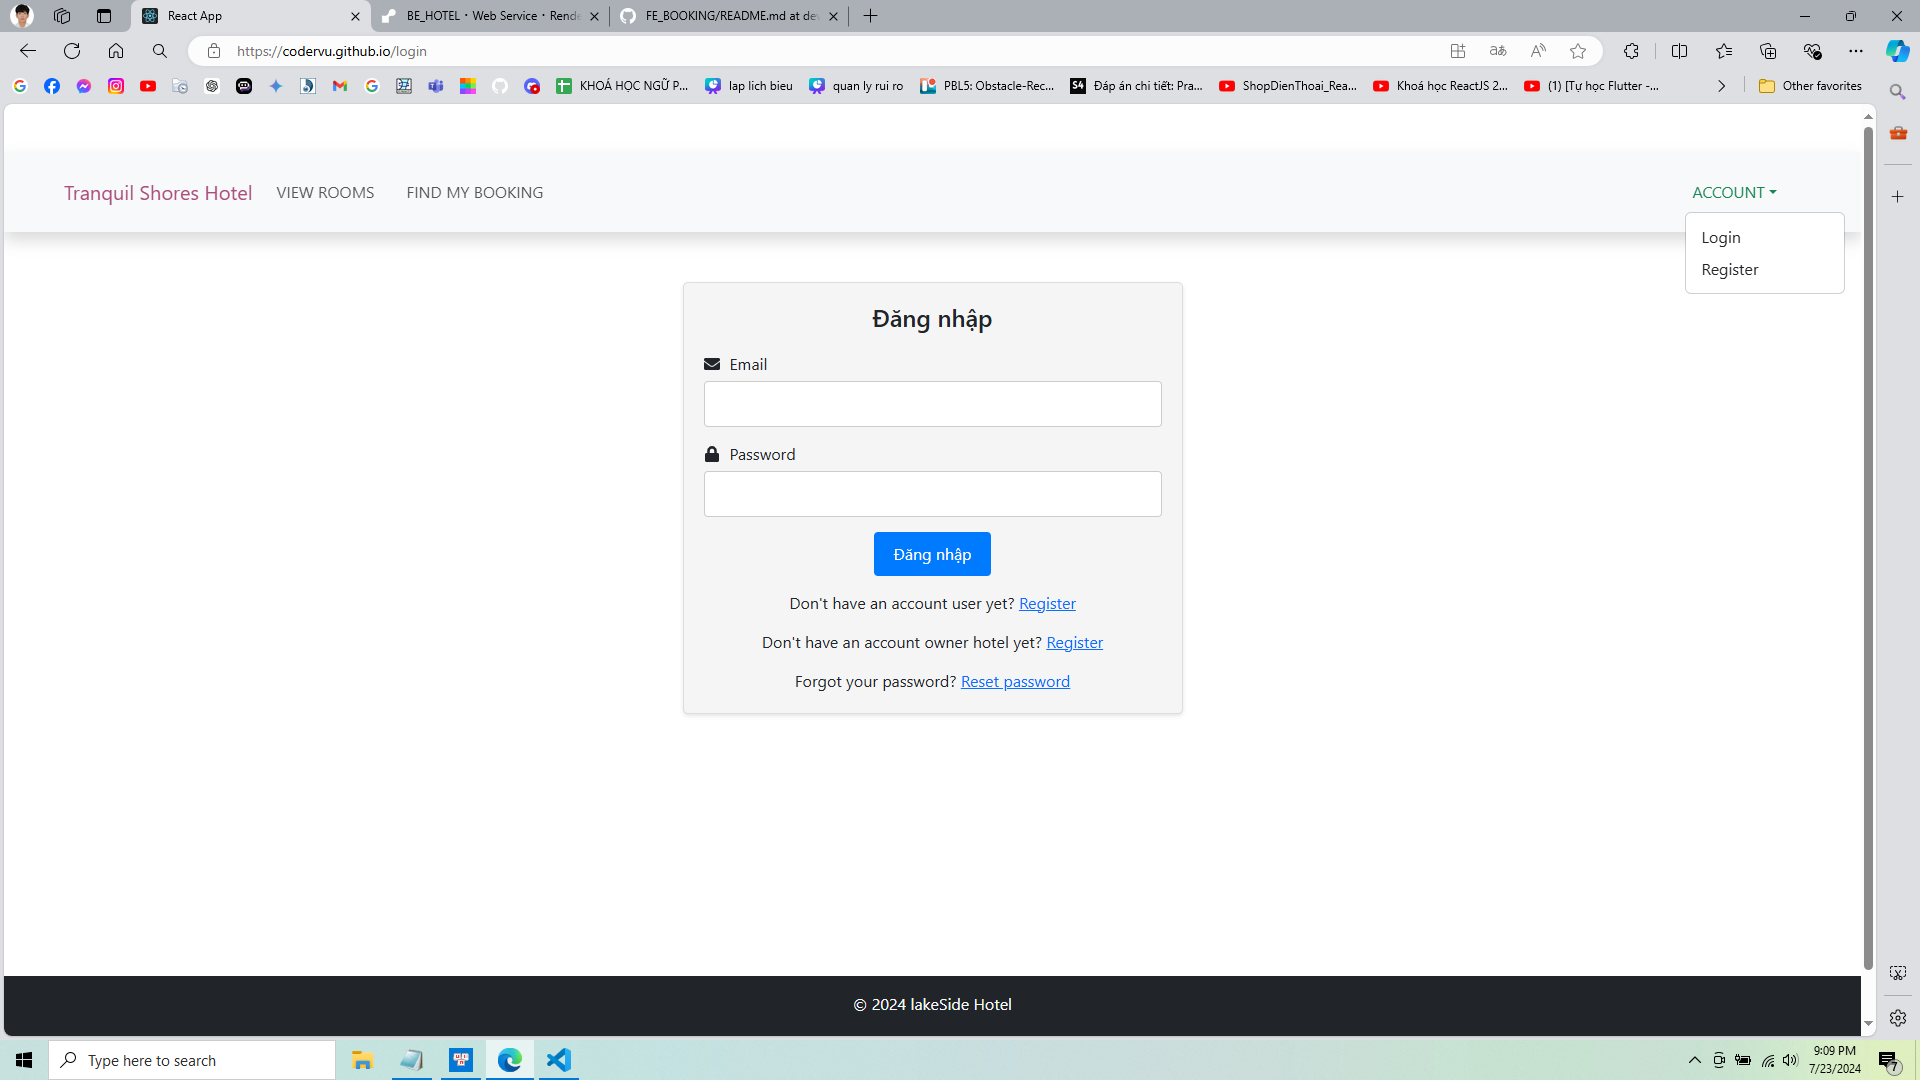 React App
BE_HOTEL · Web Service · Rende
FE_BOOKING/README.md at dev
https://codervu.github.io/login
KHOÁ HỌC NGỮ P...
lap lich bieu
quan ly rui ro
PBL5: Obstacle-Rec...
S4
Đáp án chi tiết: Pra...
ShopDienThoai_Rea...
Khoá học ReactJS 2...
(1) [Tự học Flutter -...
Other favorites
Tranquil Shores Hotel
VIEW ROOMS
FIND MY BOOKING
ACCOUNT
Login
Register
Đăng nhập
Email
Password
Đăng nhập
Don't have an account user yet? Register
Don't have an account owner hotel yet? Register
Forgot your password? Reset password
© 2024 lakeSide Hotel
Type here to search
9:09 PM
7/23/2024
7